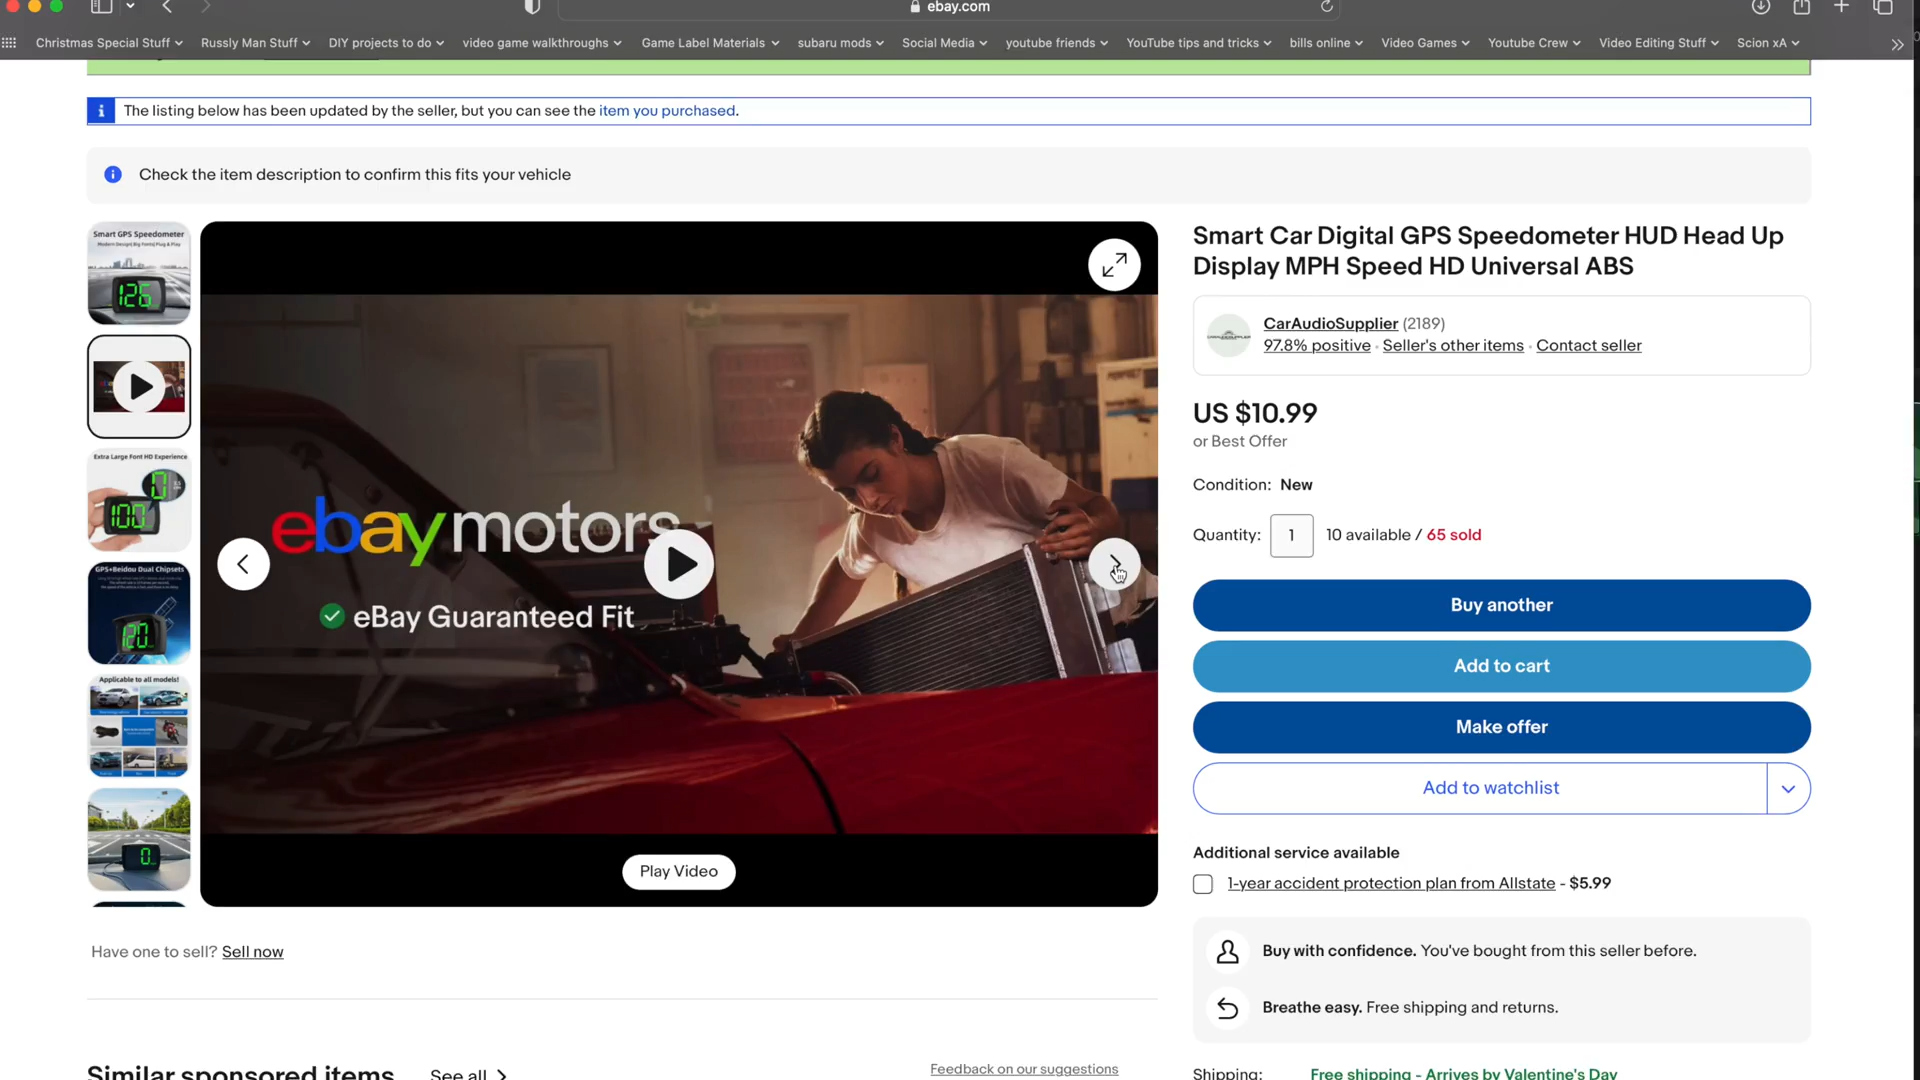 ebay.com
Christmas Special Stuff
Russly Man Stuff
DIY projects to do
video game walkthroughs
Game Label Materials
subaru mods
Social Media
youtube friends
YouTube tips and tricks
bills online
Video Games
Youtube Crew
Video Editing Stuff
Scion xA
The listing below has been updated by the seller, but you can see the item you purchased.
Check the item description to confirm this fits your vehicle
Smart GPS Speedometer
Modern Design| Big Fonts| Plug & Play
126
Extra Large Font HD Experience
100
GPS+Beidou Dual Chipsets
120
Applicable to all models!
0
ebay motors
eBay Guaranteed Fit
Play Video
Smart Car Digital GPS Speedometer HUD Head Up
Display MPH Speed HD Universal ABS
CarAudioSupplier (2189)
97.8% positive · Seller's other items · Contact seller
US $10.99
or Best Offer
Condition: New
Quantity: 1 10 available / 65 sold
Buy another
Add to cart
Make offer
Add to watchlist
Additional service available
1-year accident protection plan from Allstate - $5.99
Buy with confidence. You've bought from this seller before.
Breathe easy. Free shipping and returns.
Have one to sell? Sell now
Similar sponsored items See all
Feedback on our suggestions
Shipping: Free shipping - Arrives by Valentine's Day